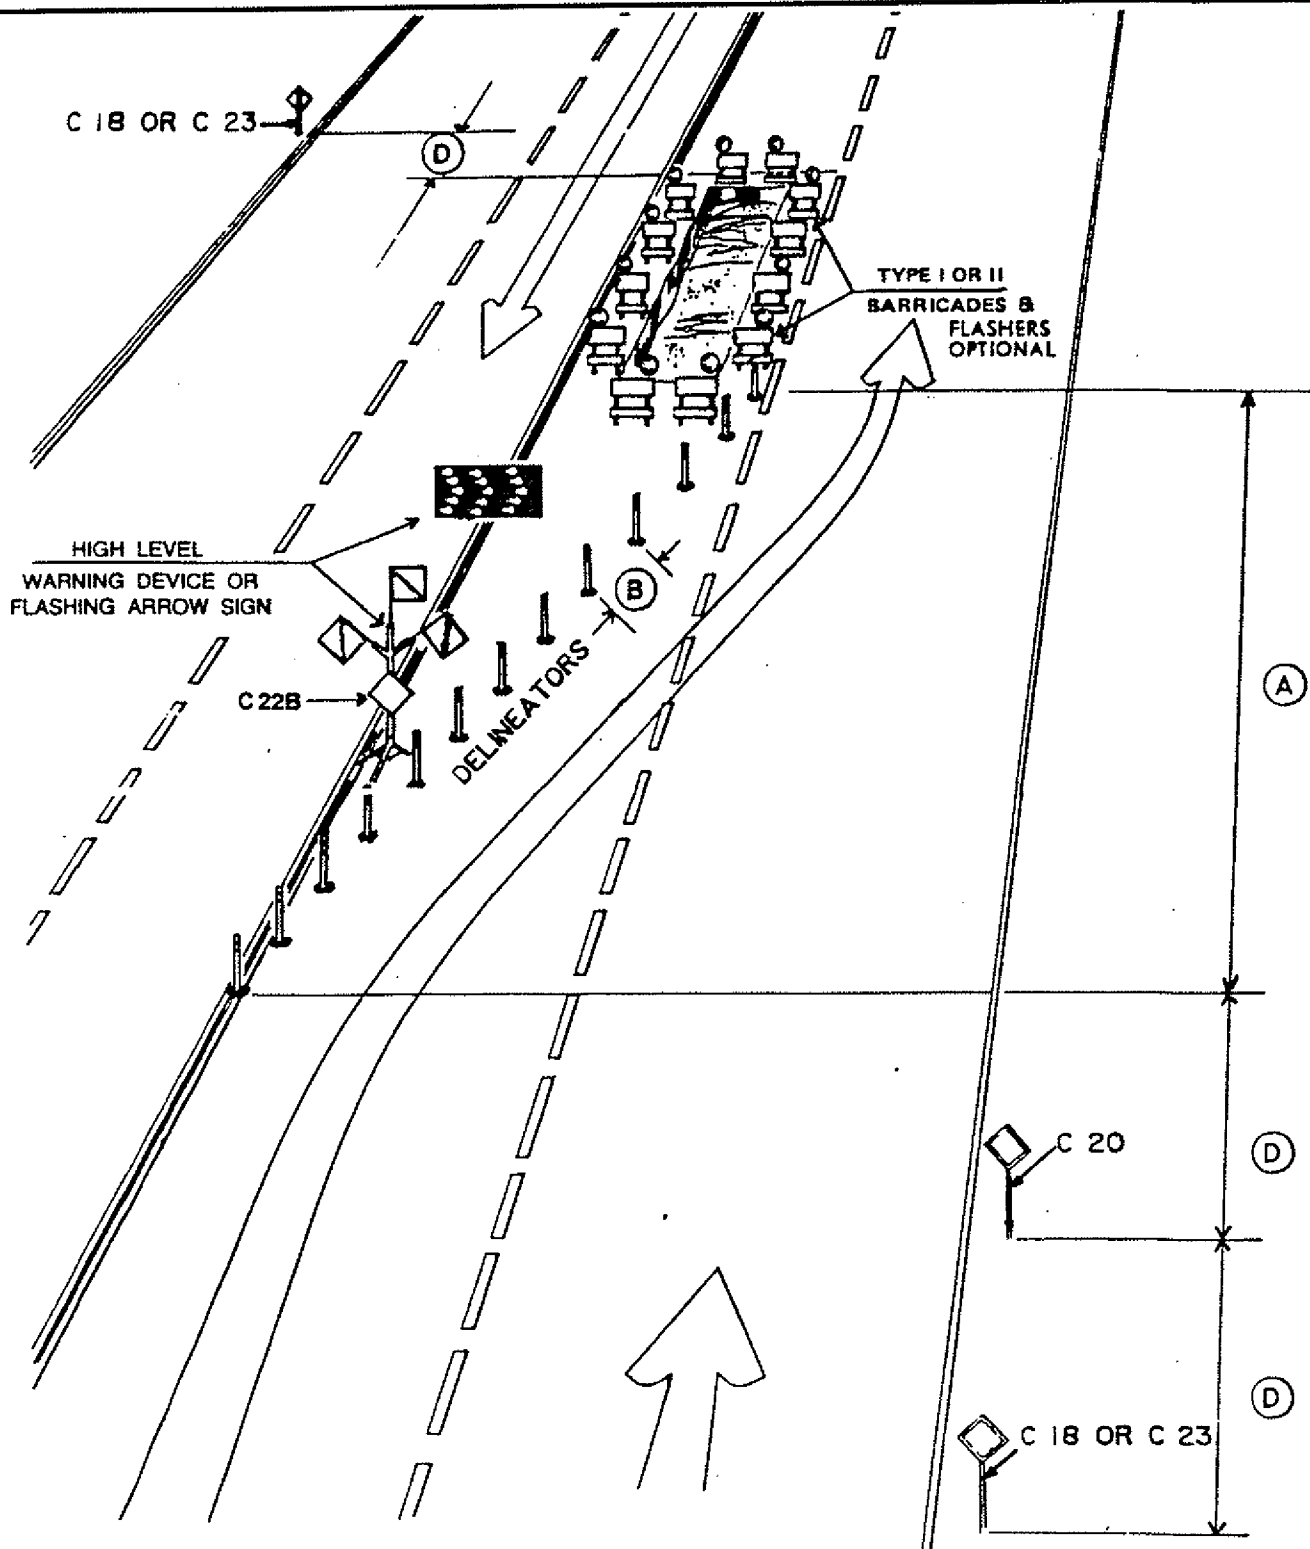 C 18 OR C 23
D
TYPE I OR II
BARRICADES &
FLASHERS
OPTIONAL
HIGH LEVEL
WARNING DEVICE OR
FLASHING ARROW SIGN
B
C 22B
DELINEATORS
A
C 20
D
D
C 18 OR C 23